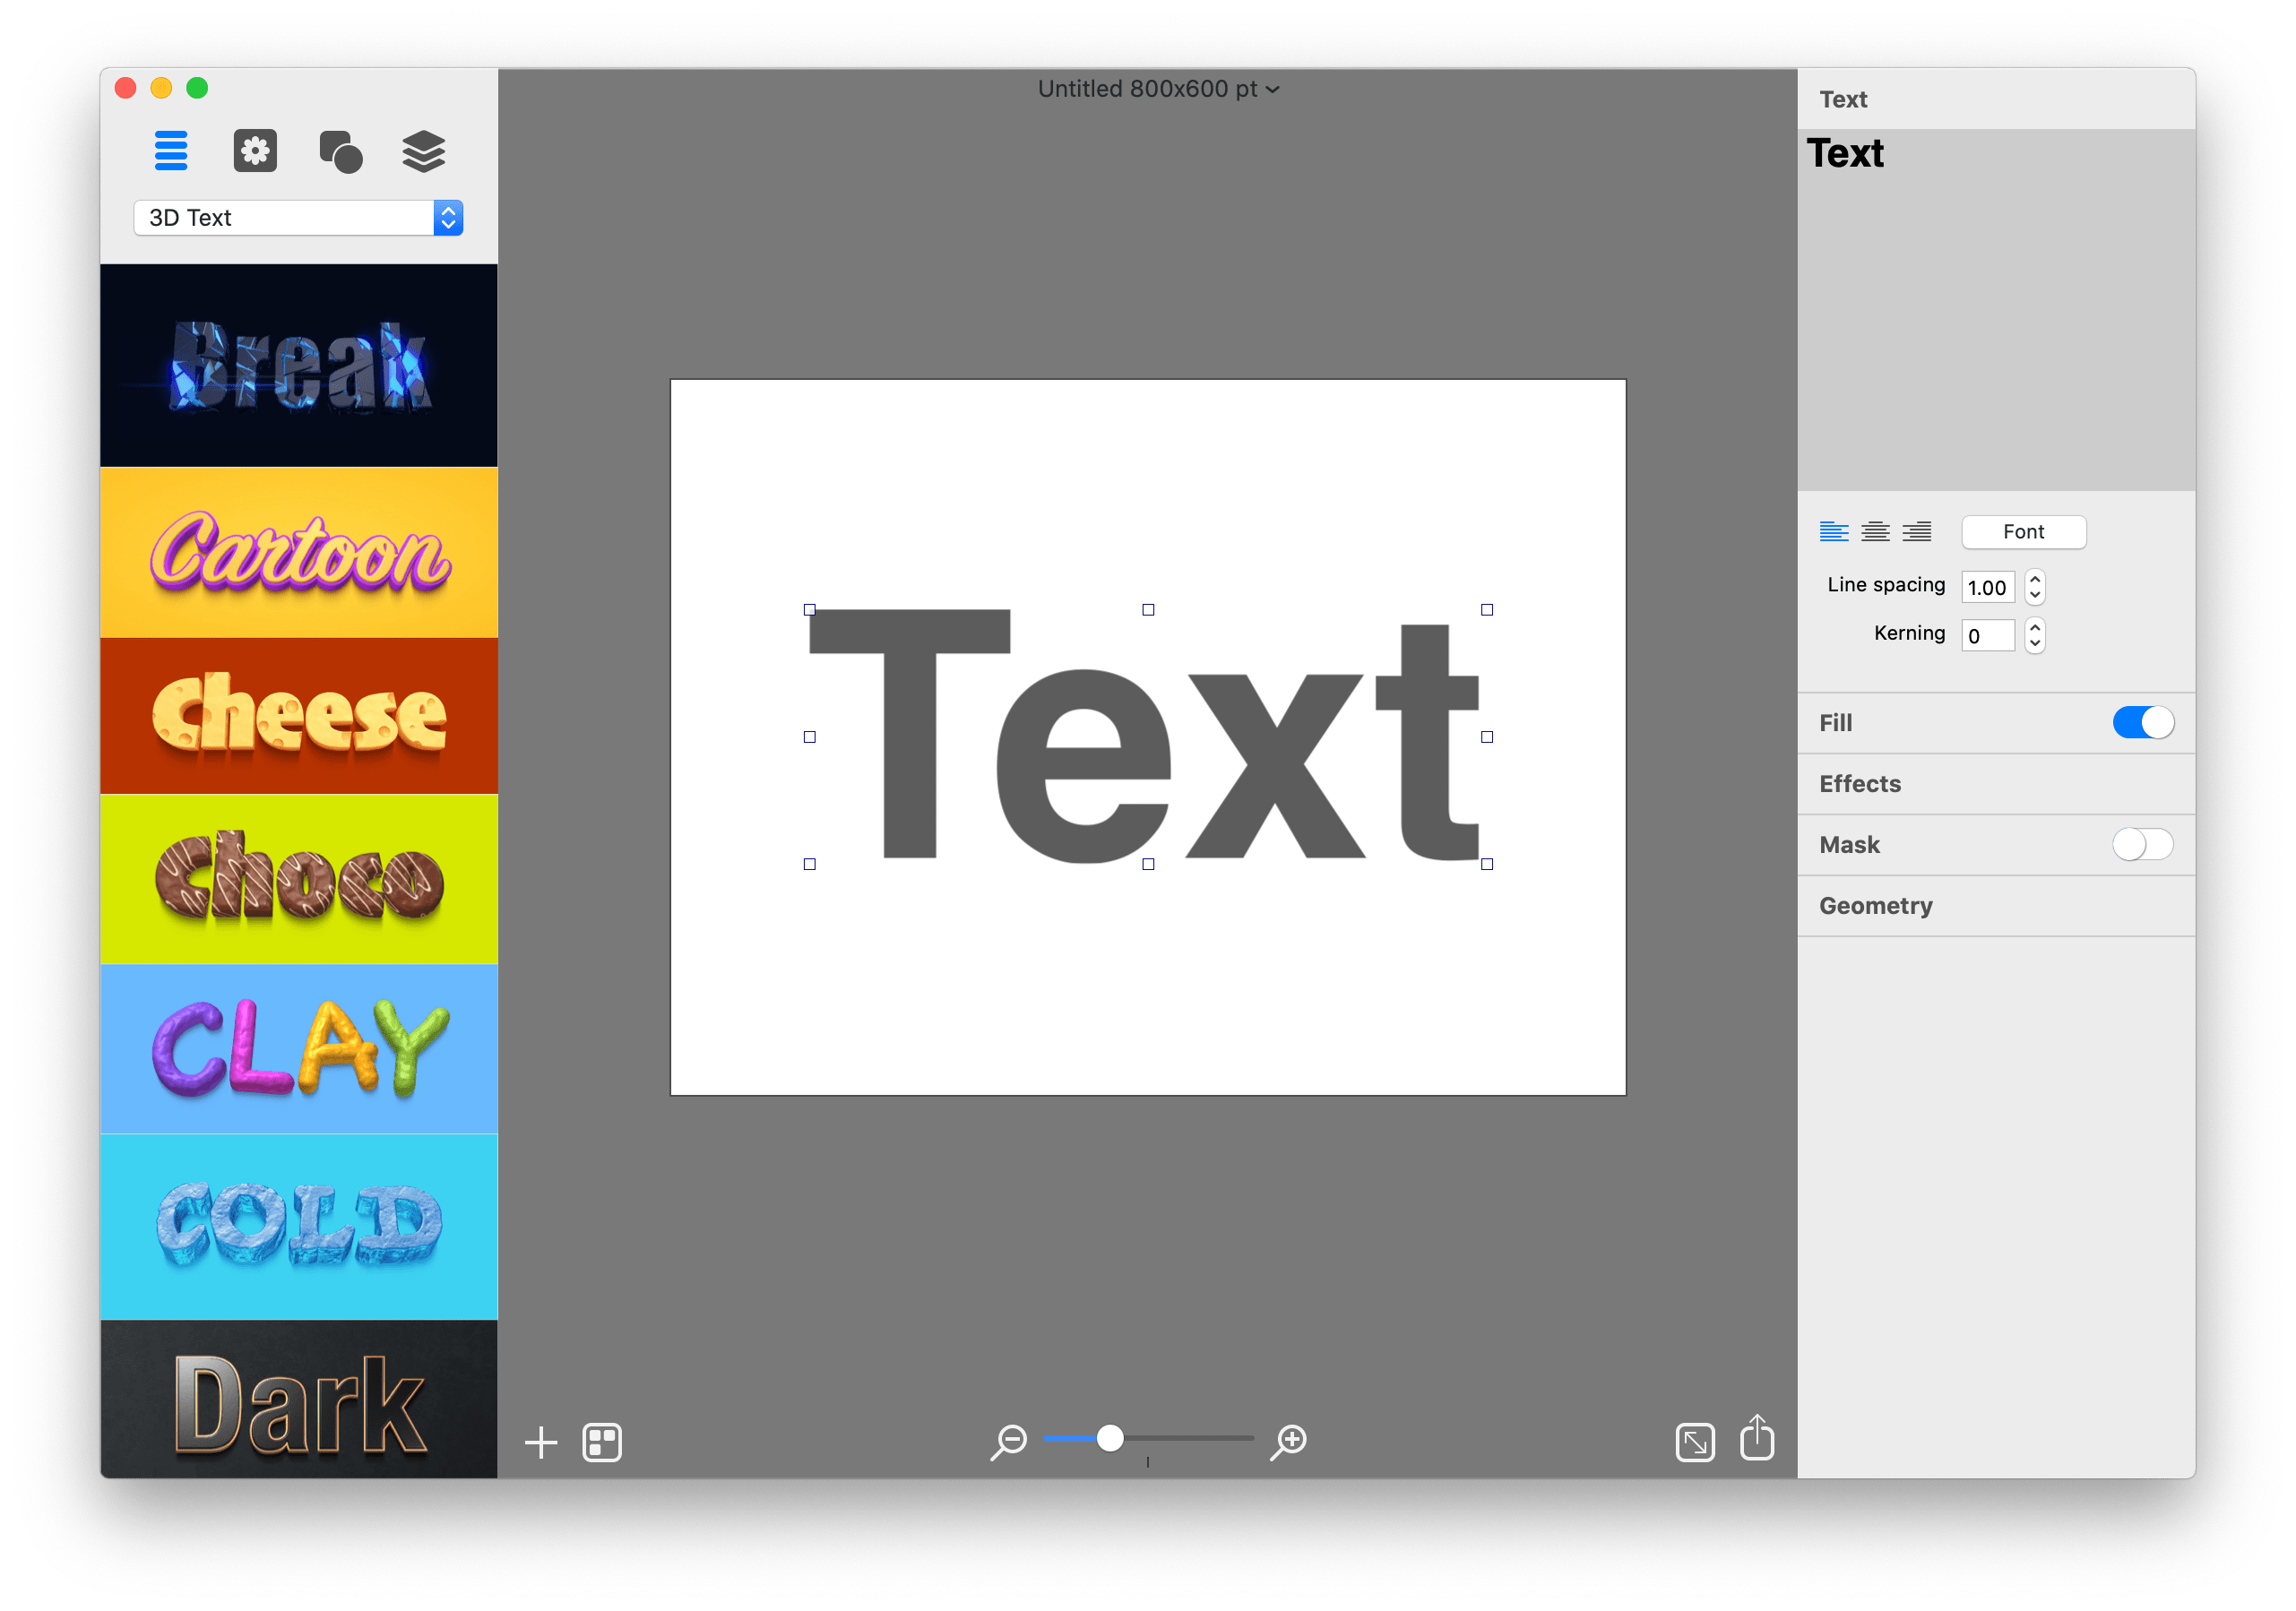 Untitled 800x600 pt
3D Text
Break
Cartoon
Cheese
Choco
CLAY
COLD
Dark
Text
Text
Text
Font
Line spacing 1.00
Kerning 0
Fill
Effects
Mask
Geometry